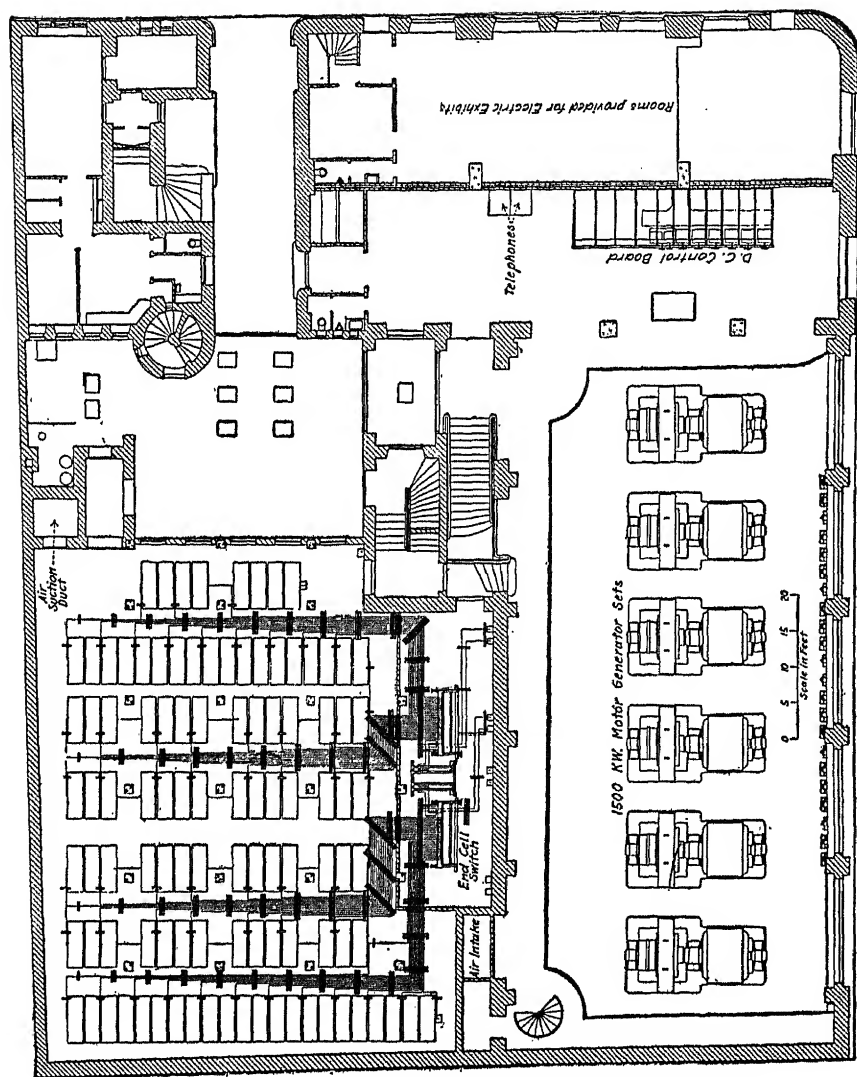 Rooms provided for Electric Exhibits
Telephones
D.C. Control Board
Air
Suction
Duct
1500 KW. Motor Generator Sets
0 5 10 15 20
Scale in Feet
End Cell
Switch
Air Intake